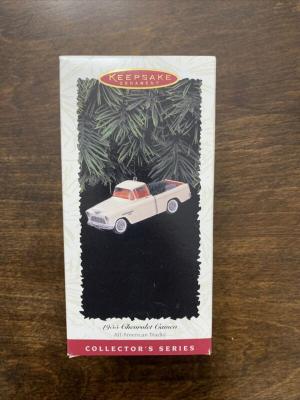 KEEPSAKE
ORNAMENT
1955 Chevrolet Cameo
All-American Trucks
COLLECTOR'S SERIES